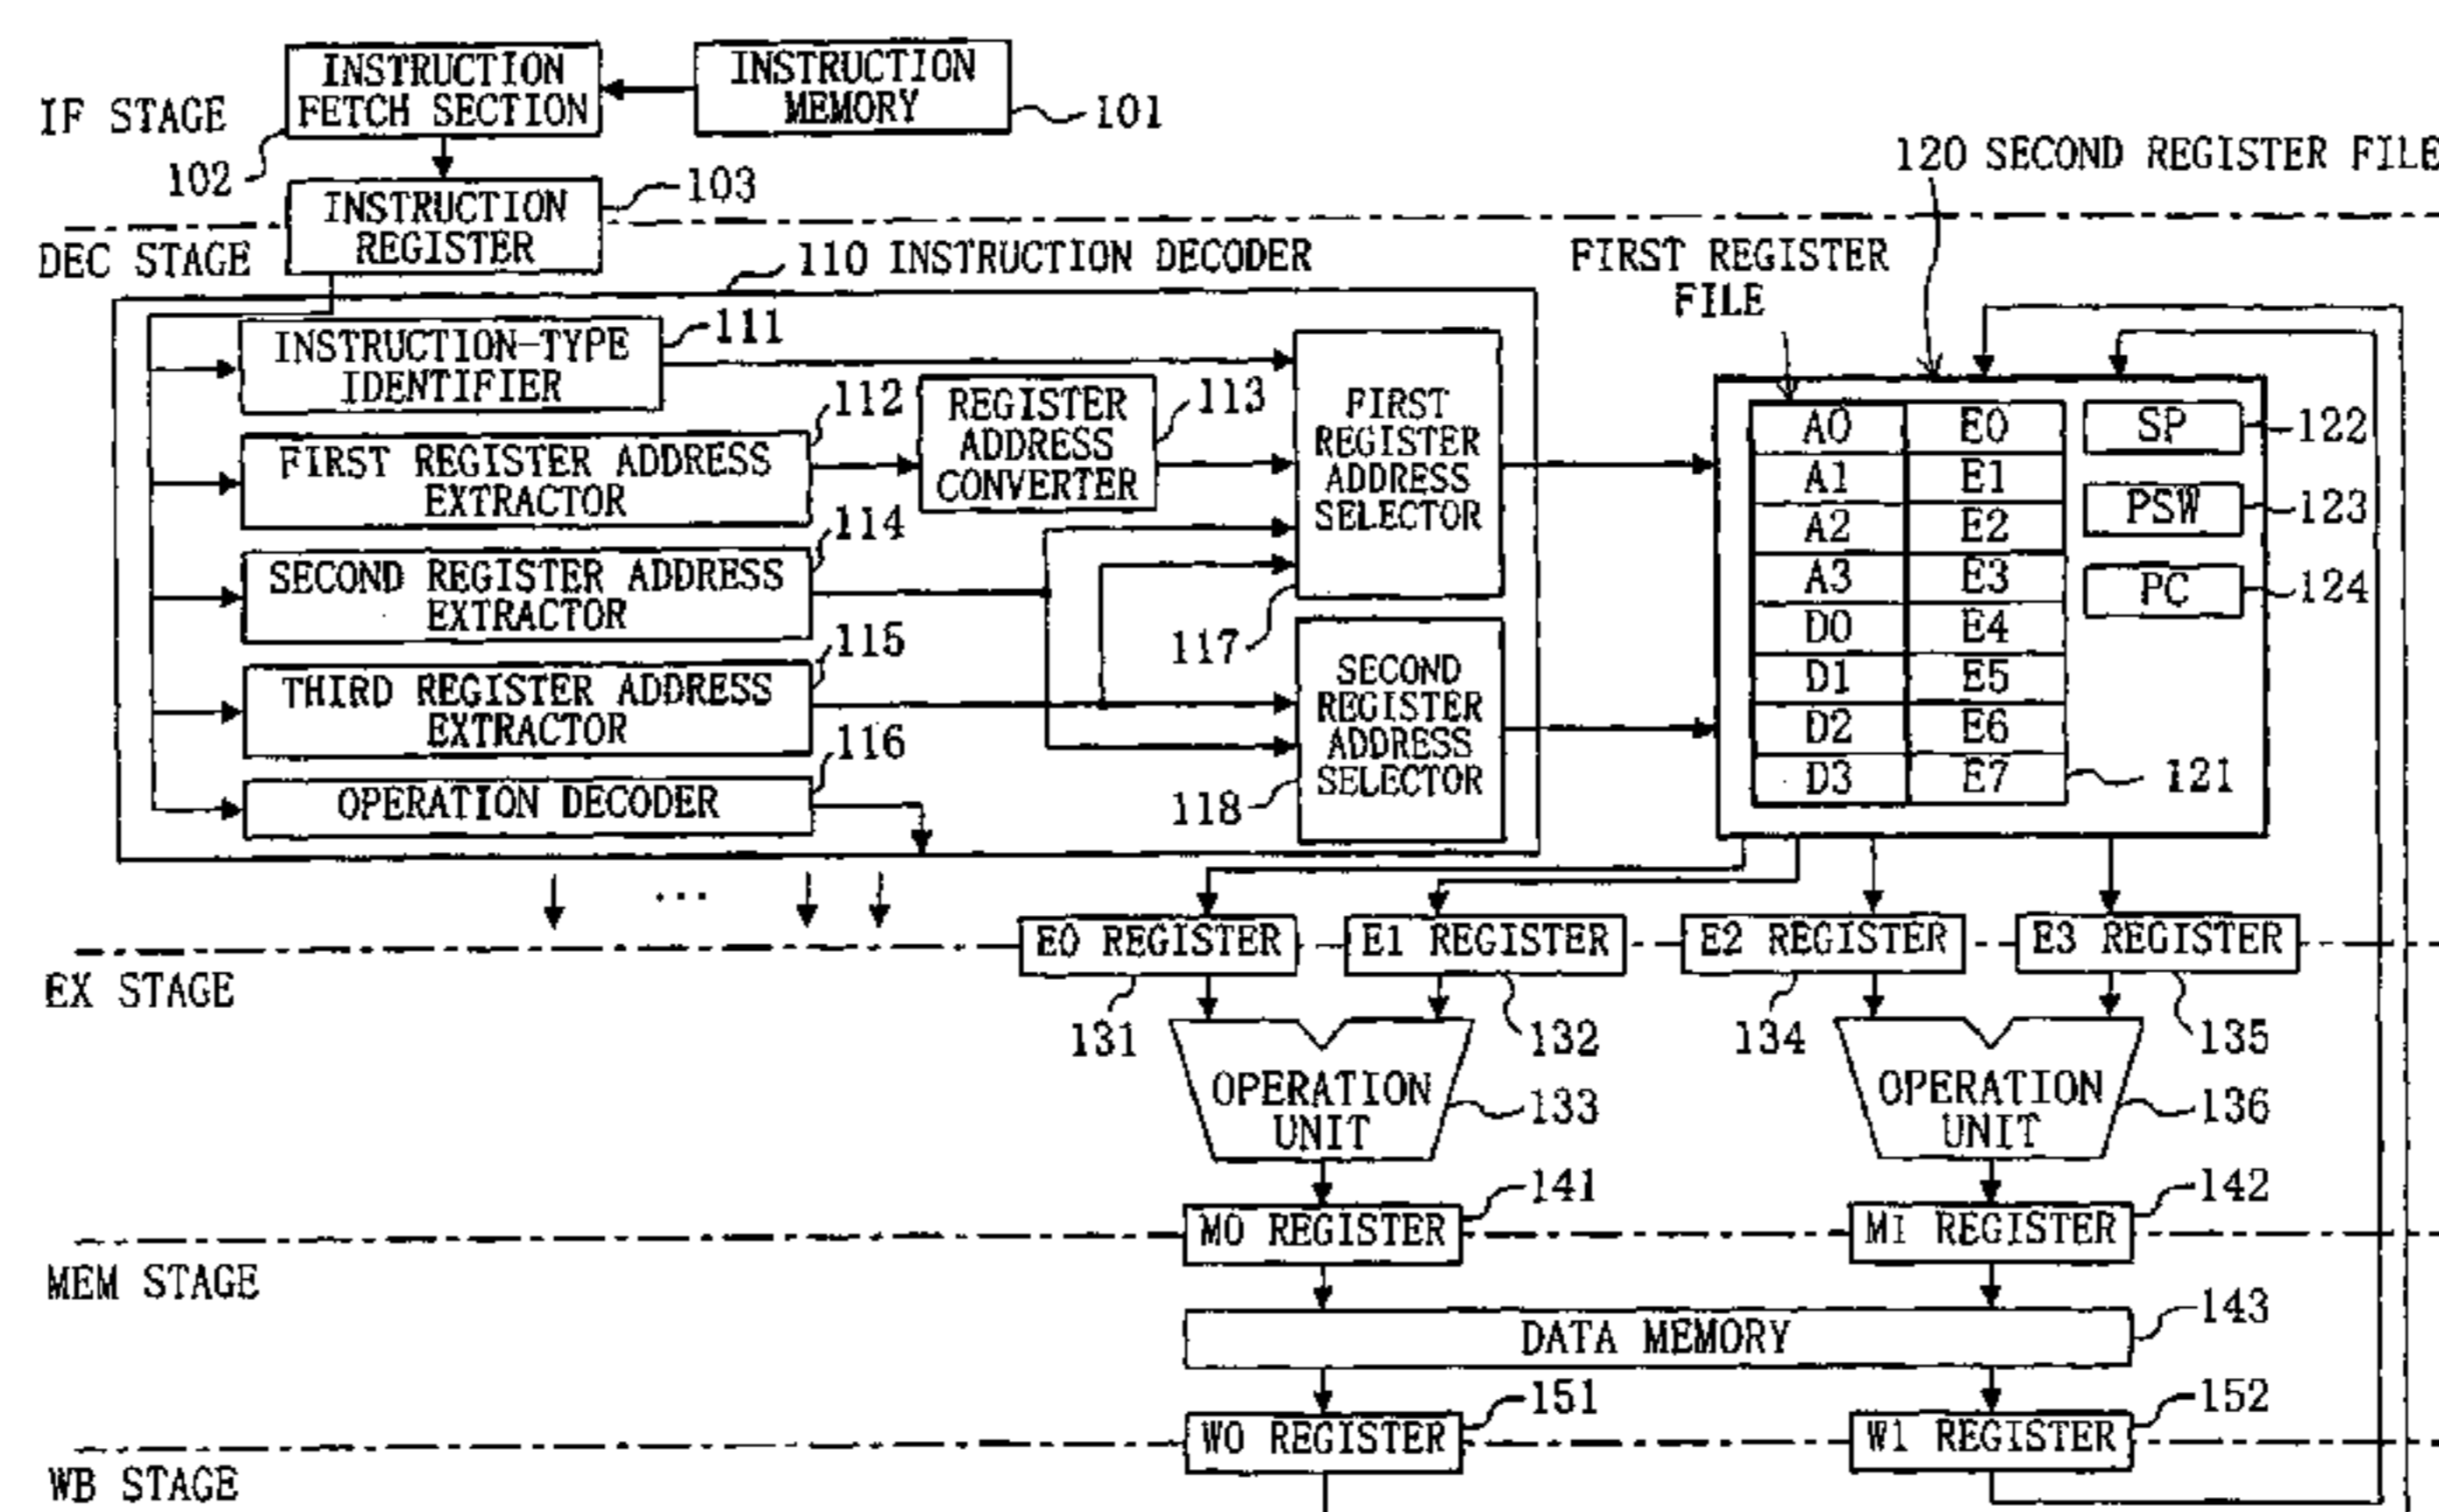 INSTRUCTION
FETCH SECTION
INSTRUCTION
MEMORY
IF STAGE
101
102
120 SECOND REGISTER FILE
103
INSTRUCTION
REGISTER
DEC STAGE
110 INSTRUCTION DECODER
FIRST REGISTER
FILE
INSTRUCTION-TYPE
IDENTIFIER
111
FIRST REGISTER ADDRESS
EXTRACTOR
112
REGISTER
ADDRESS
CONVERTER
113
SECOND REGISTER ADDRESS
EXTRACTOR
114
THIRD REGISTER ADDRESS
EXTRACTOR
115
OPERATION DECODER
116
FIRST
REGISTER
ADDRESS
SELECTOR
117
SECOND
REGISTER
ADDRESS
SELECTOR
118
A0 E0
A1 E1
A2 E2
A3 E3
D0 E4
D1 E5
D2 E6
D3 E7
121
SP 122
PSW 123
PC 124
...
E0 REGISTER
E1 REGISTER
E2 REGISTER
E3 REGISTER
EX STAGE
131
132
134
135
OPERATION
UNIT
133
OPERATION
UNIT
136
141
142
M0 REGISTER
M1 REGISTER
MEM STAGE
DATA MEMORY
143
151
152
W0 REGISTER
W1 REGISTER
WB STAGE